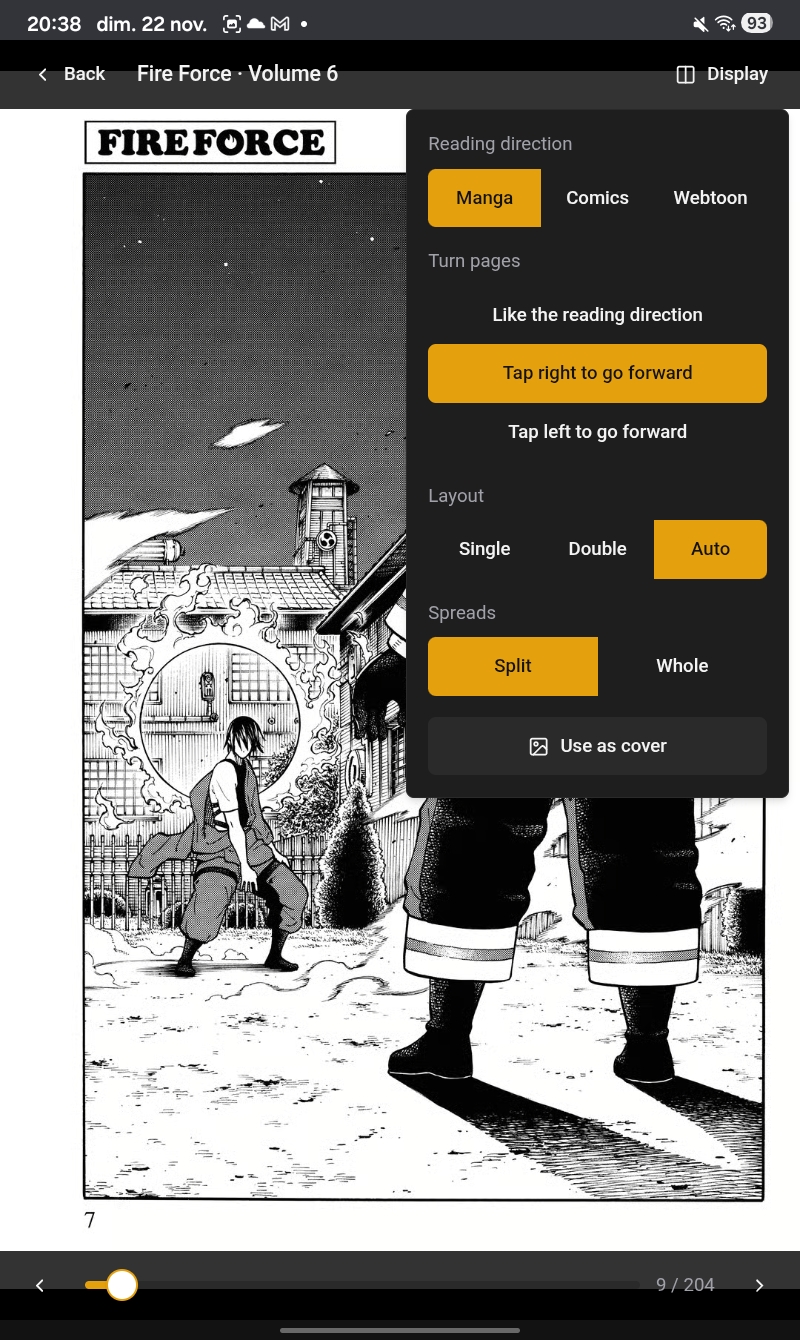 20:38 dim. 22 nov.
93
Back
Fire Force · Volume 6
Display
FIRE FORCE
Reading direction
Manga Comics Webtoon
Turn pages
Like the reading direction
Tap right to go forward
Tap left to go forward
Layout
Single Double Auto
Spreads
Split Whole
Use as cover
7
9 / 204